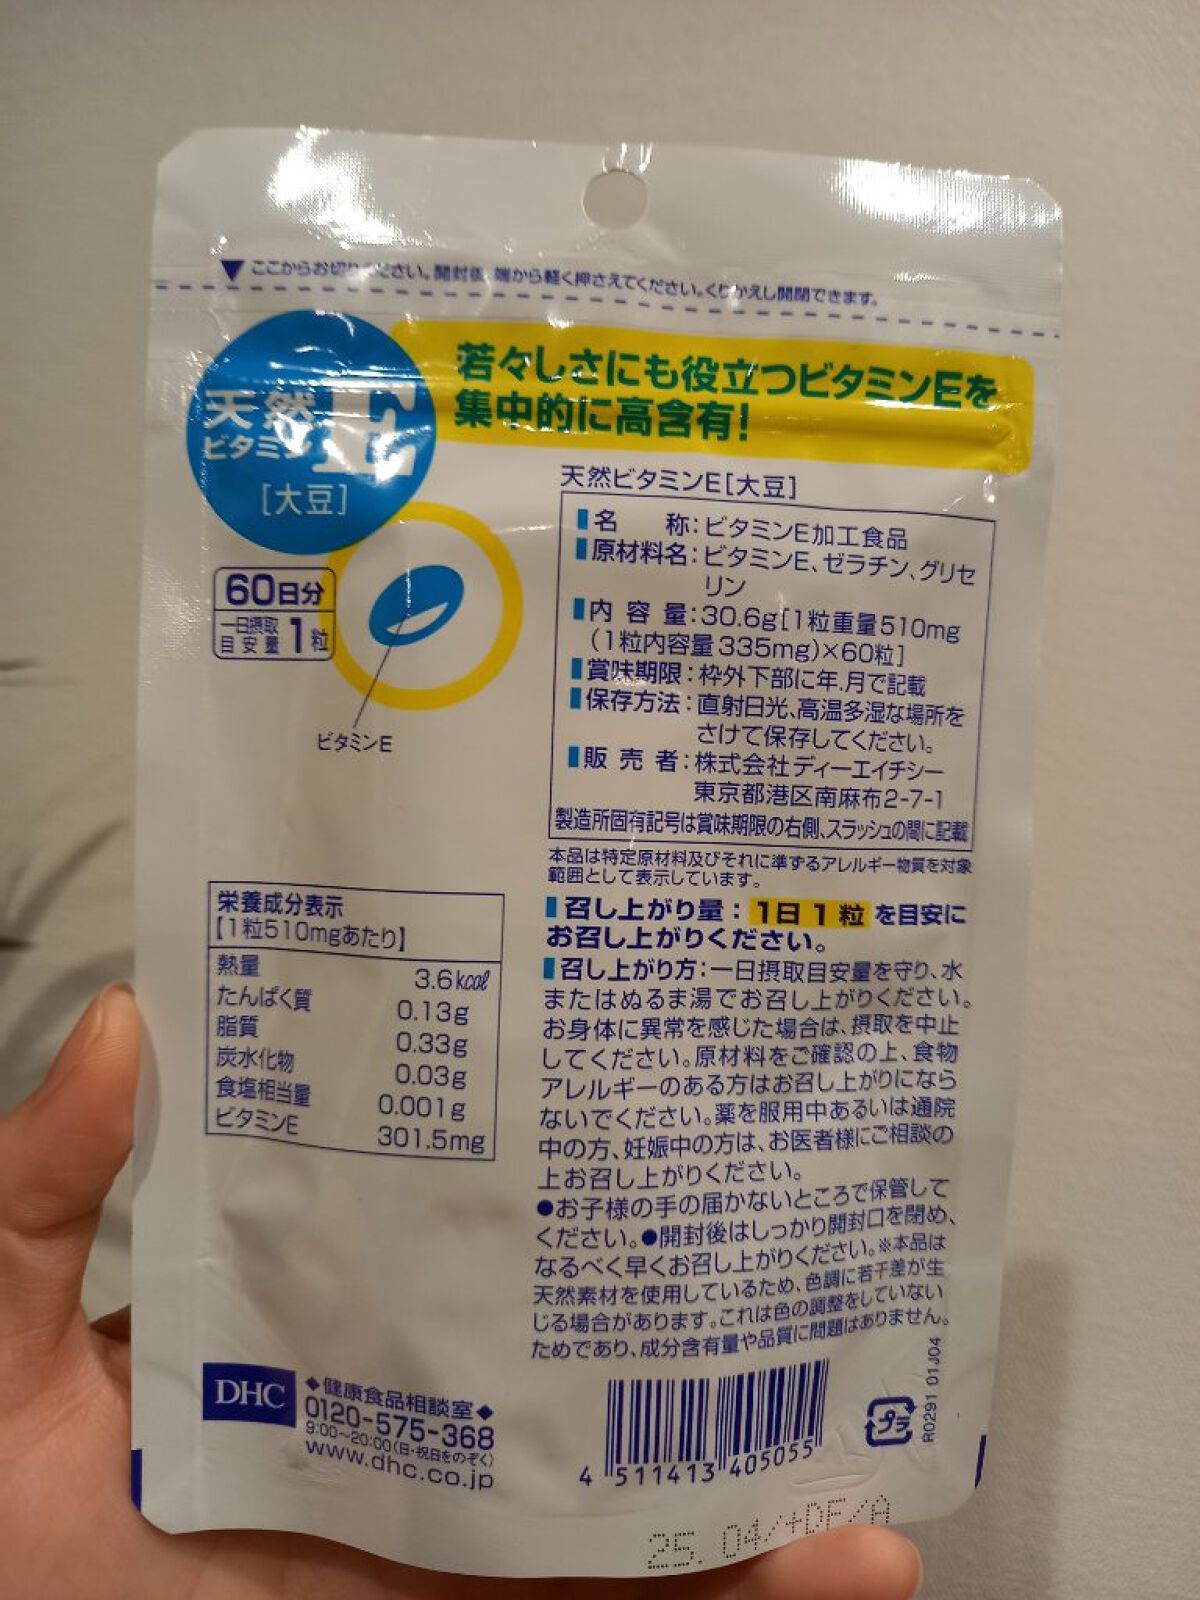 ▼ここからお切りください。開封後、端から軽く押さえてください。くりかえし開閉できます。
天然
ビタミンE
[大豆]
若々しさにも役立つビタミンEを
集中的に高含有!
60日分
一日摂取
目安量 1粒
ビタミンE
天然ビタミンE[大豆]
名称:ビタミンE加工食品
原材料名:ビタミンE、ゼラチン、グリセ
リン
内容量:30.6g[1粒重量510mg
(1粒内容量335mg)×60粒]
賞味期限:枠外下部に年.月で記載
保存方法:直射日光、高温多湿な場所を
さけて保存してください。
販売者:株式会社ディーエイチシー
東京都港区南麻布2-7-1
製造所固有記号は賞味期限の右側、スラッシュの間に記載
本品は特定原材料及びそれに準ずるアレルギー物質を対象
範囲として表示しています。
召し上がり量:1日1粒を目安に
お召し上がりください。
召し上がり方:一日摂取目安量を守り、水
またはぬるま湯でお召し上がりください。
お身体に異常を感じた場合は、摂取を中止
してください。原材料をご確認の上、食物
アレルギーのある方はお召し上がりになら
ないでください。薬を服用中あるいは通院
中の方、妊娠中の方は、お医者様にご相談の
上お召し上がりください。
●お子様の手の届かないところで保管して
ください。●開封後はしっかり開封口を閉め、
なるべく早くお召し上がりください。※本品は
天然素材を使用しているため、色調に若干差が生
じる場合があります。これは色の調整をしていない
ためであり、成分含有量や品質に問題はありません。
栄養成分表示
[1粒510mgあたり]
熱量 3.6kcal
たんぱく質 0.13g
脂質 0.33g
炭水化物 0.03g
食塩相当量 0.001g
ビタミンE 301.5mg
DHC
◆健康食品相談室◆
0120-575-368
9:00~20:00(日・祝日をのぞく)
www.dhc.co.jp
4 511413 405055
プラ
R0291 01J04
25.04/+DF/A